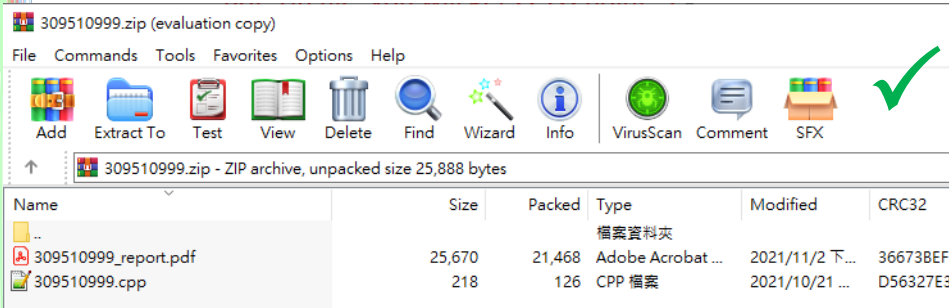 309510999.zip (evaluation copy)
File Commands Tools Favorites Options Help
Add Extract To Test View Delete Find Wizard Info VirusScan Comment SFX
309510999.zip - ZIP archive, unpacked size 25,888 bytes
Name Size Packed Type Modified CRC32
.. 檔案資料夾
309510999_report.pdf 25,670 21,468 Adobe Acrobat ... 2021/11/2 下... 36673BEF
309510999.cpp 218 126 CPP 檔案 2021/10/21 ... D56327E3